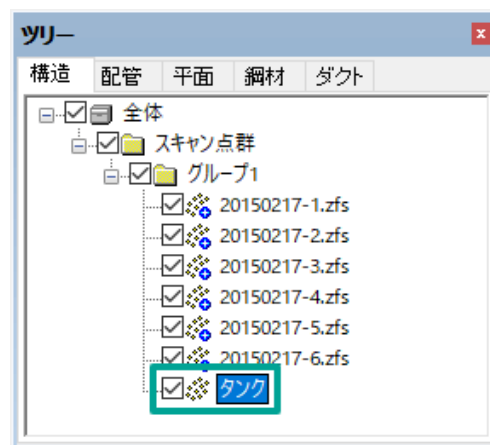 ツリー
構造 配管 平面 鋼材 ダクト
全体
スキャン点群
グループ1
20150217-1.zfs
20150217-2.zfs
20150217-3.zfs
20150217-4.zfs
20150217-5.zfs
20150217-6.zfs
タンク